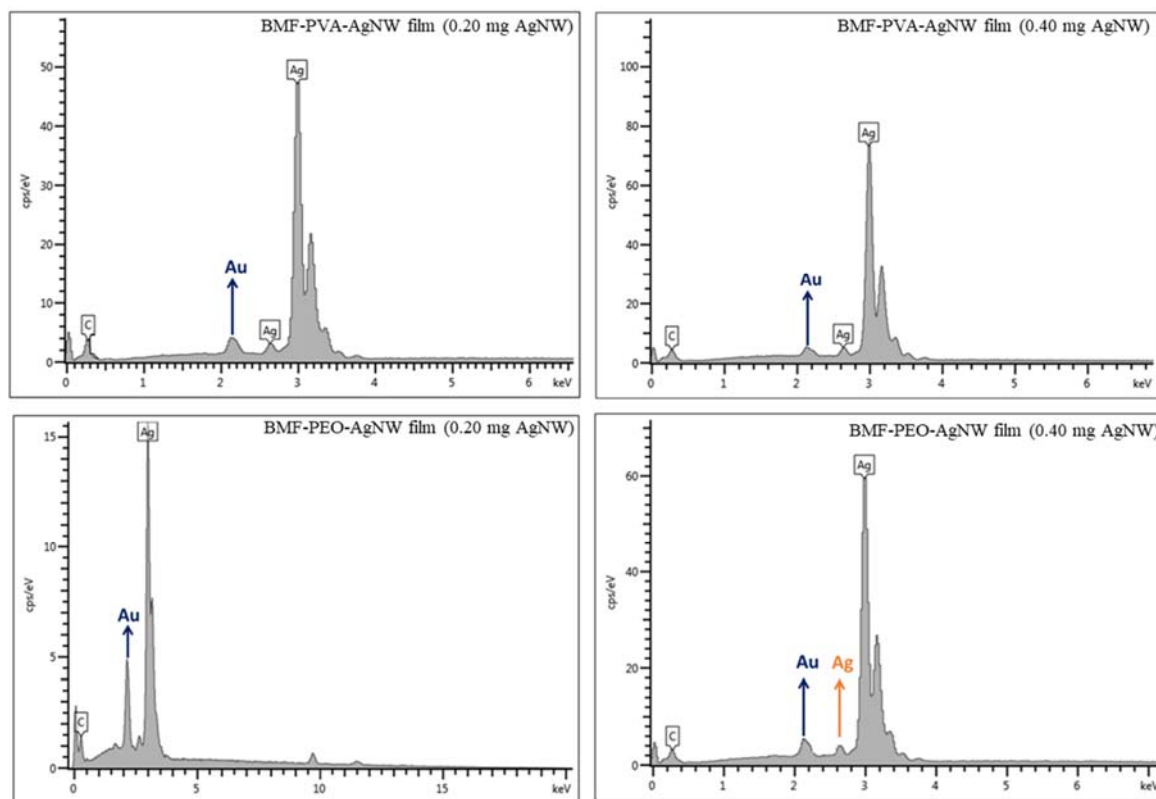 BMF-PVA-AgNW film (0.20 mg AgNW)
50
40
30
20
10
0
cps/eV
Ag
Au
Ag
C
0 1 2 3 4 5 6 keV
BMF-PVA-AgNW film (0.40 mg AgNW)
100
80
60
40
20
0
cps/eV
Ag
Au
Ag
C
0 1 2 3 4 5 6 keV
BMF-PEO-AgNW film (0.20 mg AgNW)
15
10
5
0
cps/eV
Ag
Au
C
0 5 10 15 keV
BMF-PEO-AgNW film (0.40 mg AgNW)
60
40
20
0
cps/eV
Ag
Au Ag
C
0 1 2 3 4 5 6 keV